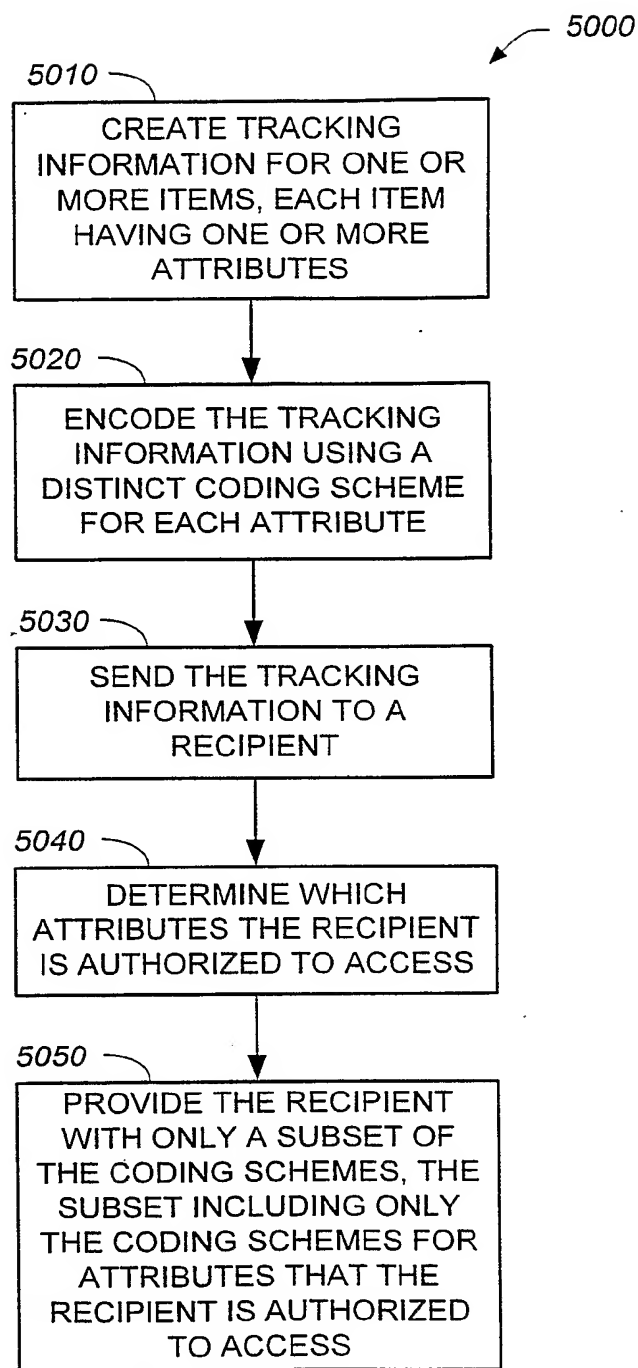 5000
5010
CREATE TRACKING
INFORMATION FOR ONE OR
MORE ITEMS, EACH ITEM
HAVING ONE OR MORE
ATTRIBUTES
5020
ENCODE THE TRACKING
INFORMATION USING A
DISTINCT CODING SCHEME
FOR EACH ATTRIBUTE
5030
SEND THE TRACKING
INFORMATION TO A
RECIPIENT
5040
DETERMINE WHICH
ATTRIBUTES THE RECIPIENT
IS AUTHORIZED TO ACCESS
5050
PROVIDE THE RECIPIENT
WITH ONLY A SUBSET OF
THE CODING SCHEMES, THE
SUBSET INCLUDING ONLY
THE CODING SCHEMES FOR
ATTRIBUTES THAT THE
RECIPIENT IS AUTHORIZED
TO ACCESS